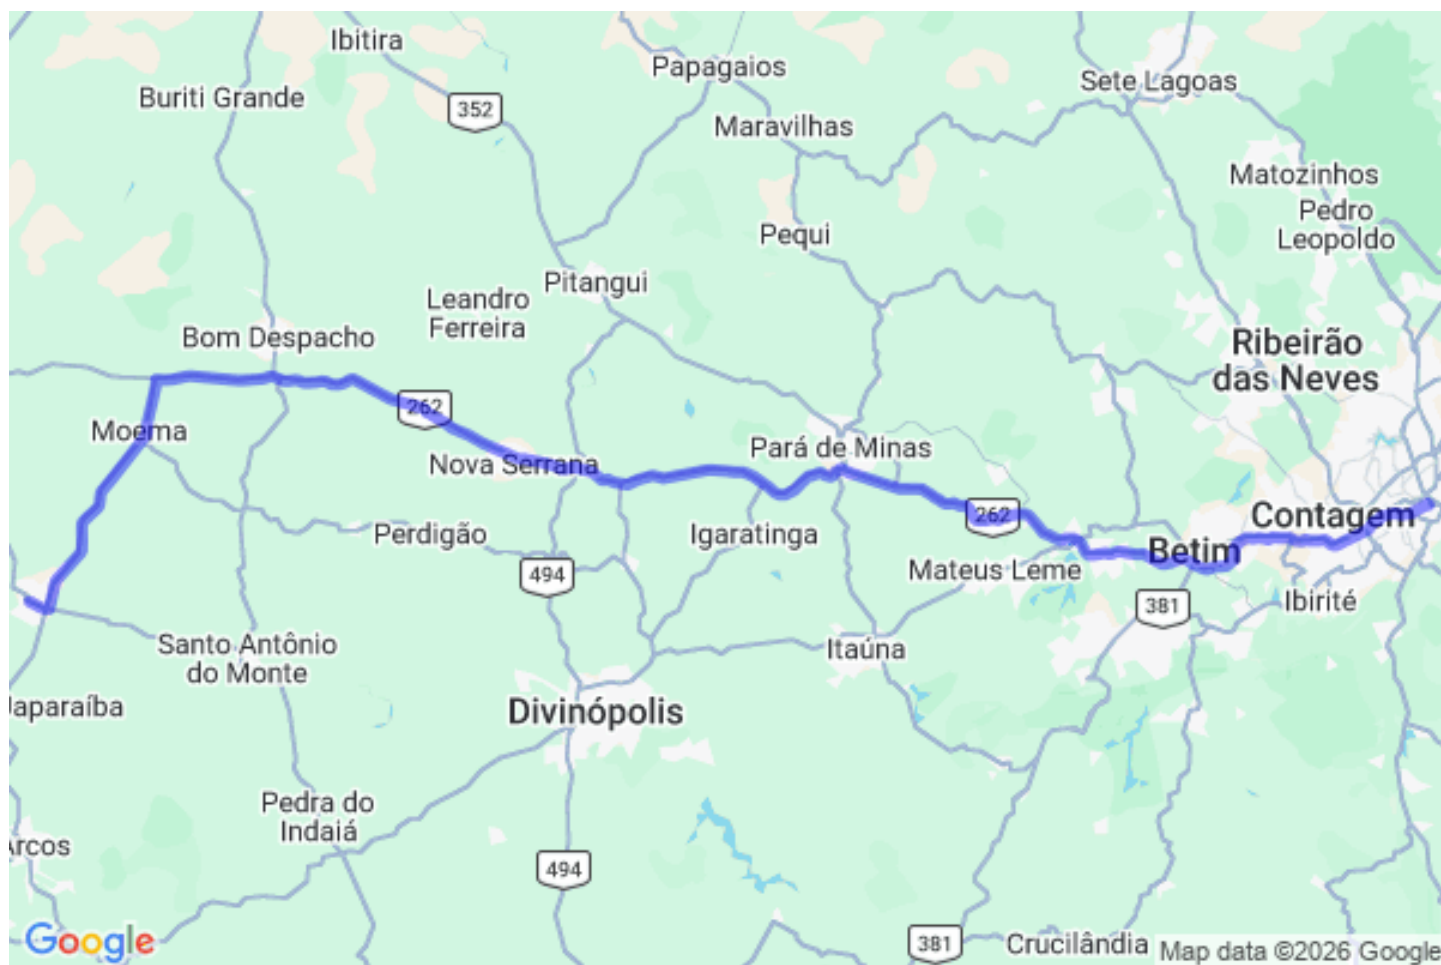 Ibitira
Papagaios
Sete Lagoas
Buriti Grande
352
Maravilhas
Matozinhos
Pedro
Leopoldo
Pequi
Pitangui
Leandro
Ferreira
Bom Despacho
Ribeirão
das Neves
262
Moema
Pará de Minas
Nova Serrana
262
Contagem
Perdigão
Igaratinga
Betim
494
Mateus Leme
381
Ibirité
Santo Antônio
do Monte
Itaúna
Japaraíba
Divinópolis
Pedra do
Indaiá
Arcos
494
Google
381
Crucilândia
Map data ©2026 Google